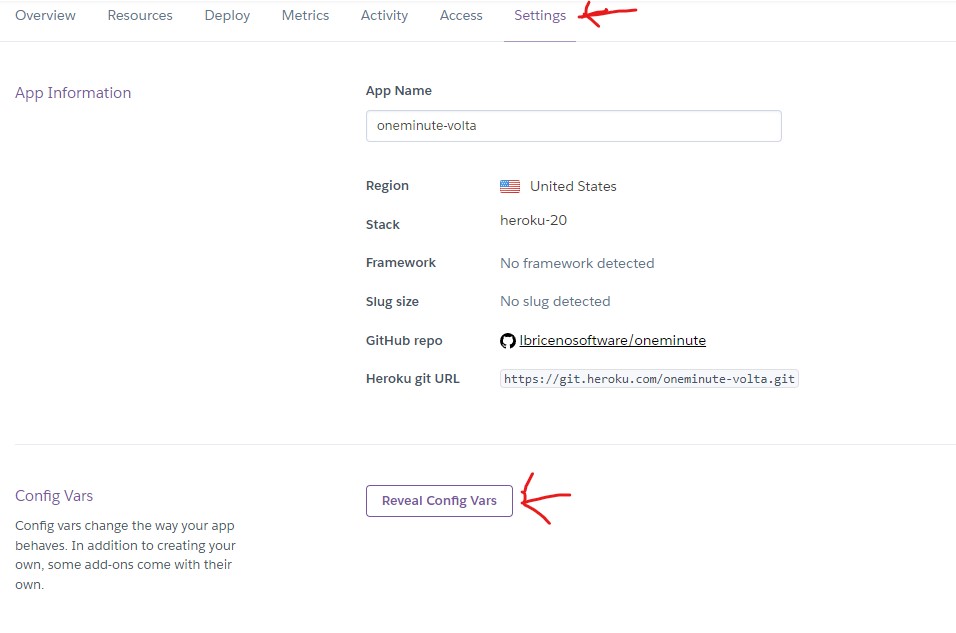 Overview Resources Deploy Metrics Activity Access Settings
App Information
App Name
oneminute-volta
Region United States
Stack heroku-20
Framework No framework detected
Slug size No slug detected
GitHub repo lbricenosoftware/oneminute
Heroku git URL https://git.heroku.com/oneminute-volta.git
Config Vars
Config vars change the way your app
behaves. In addition to creating your
own, some add-ons come with their
own.
Reveal Config Vars